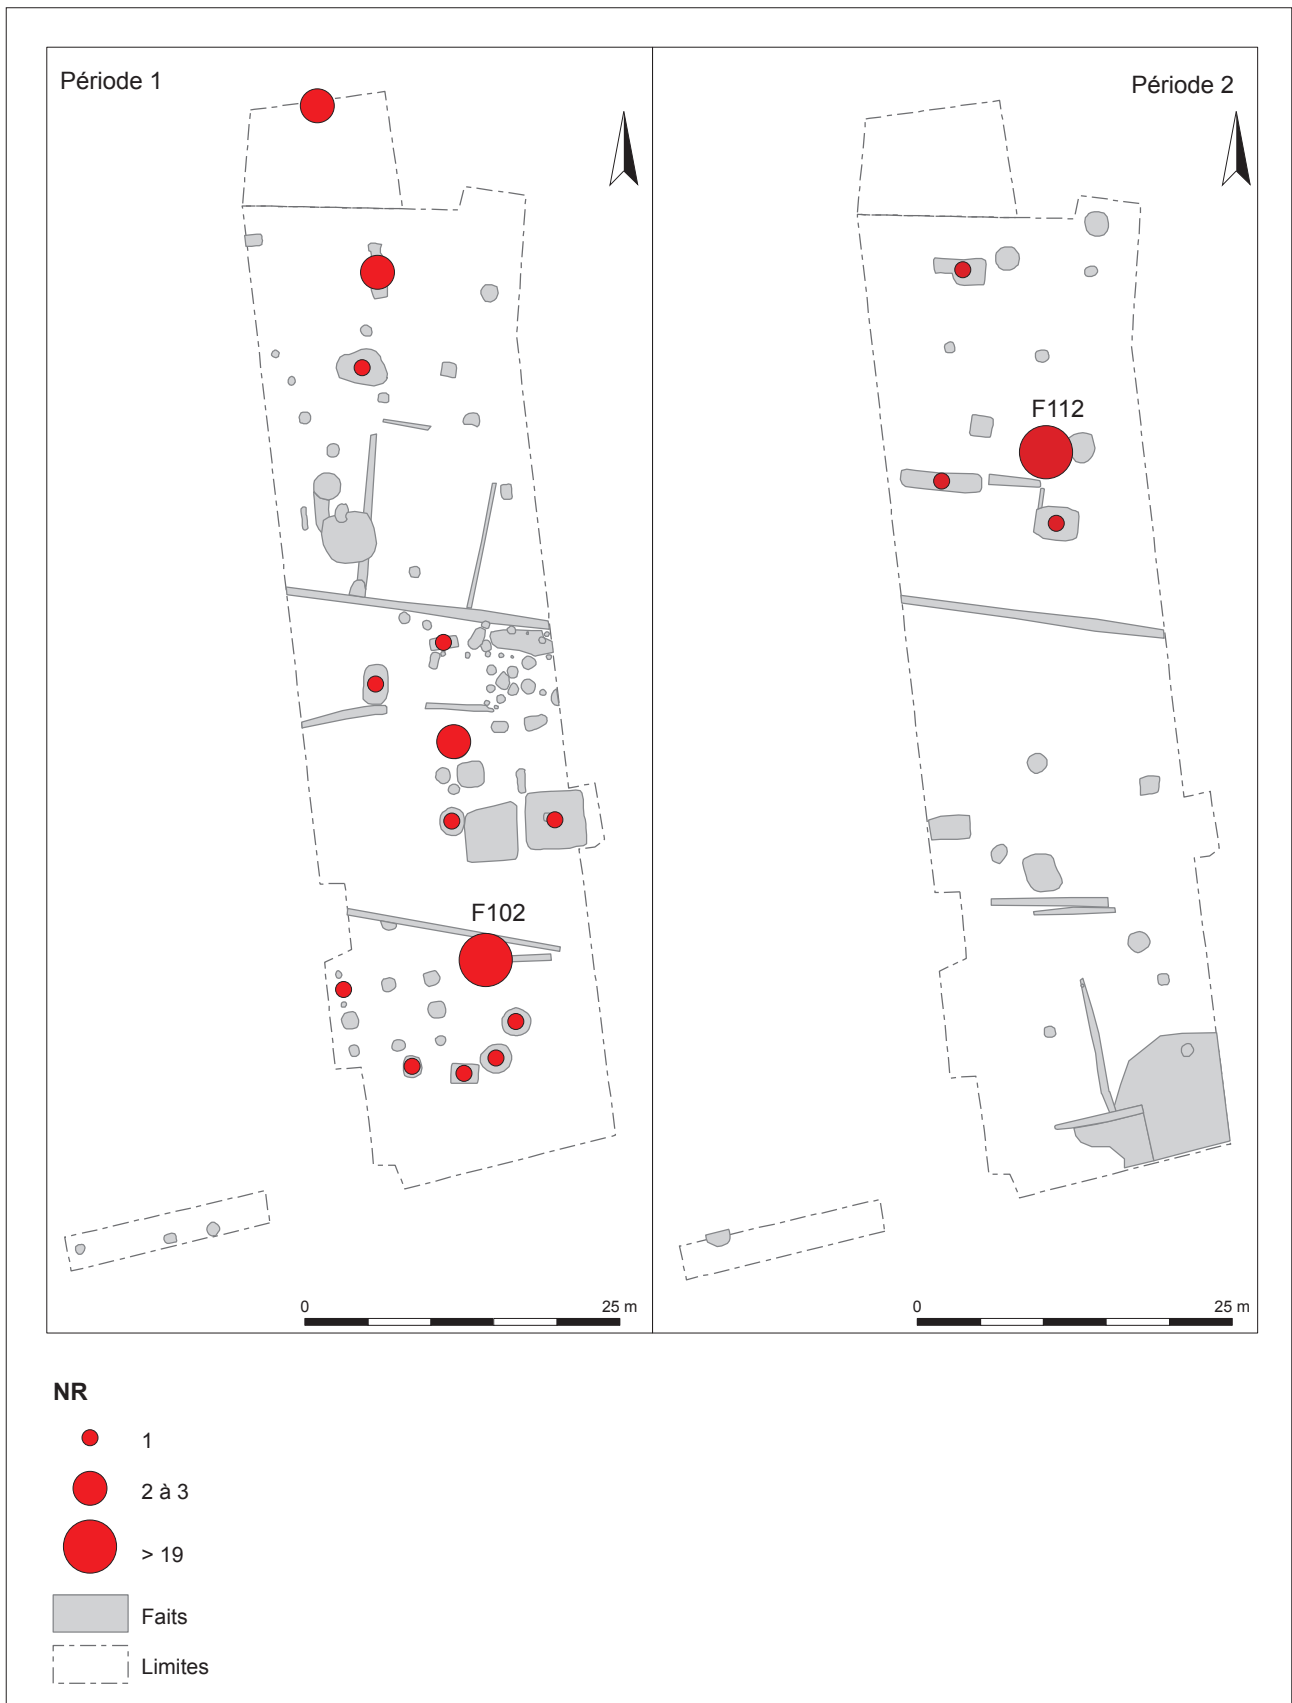 Période 1
Période 2
F112
F102
0
25 m
0
25 m
NR
1
2 à 3
> 19
Faits
Limites